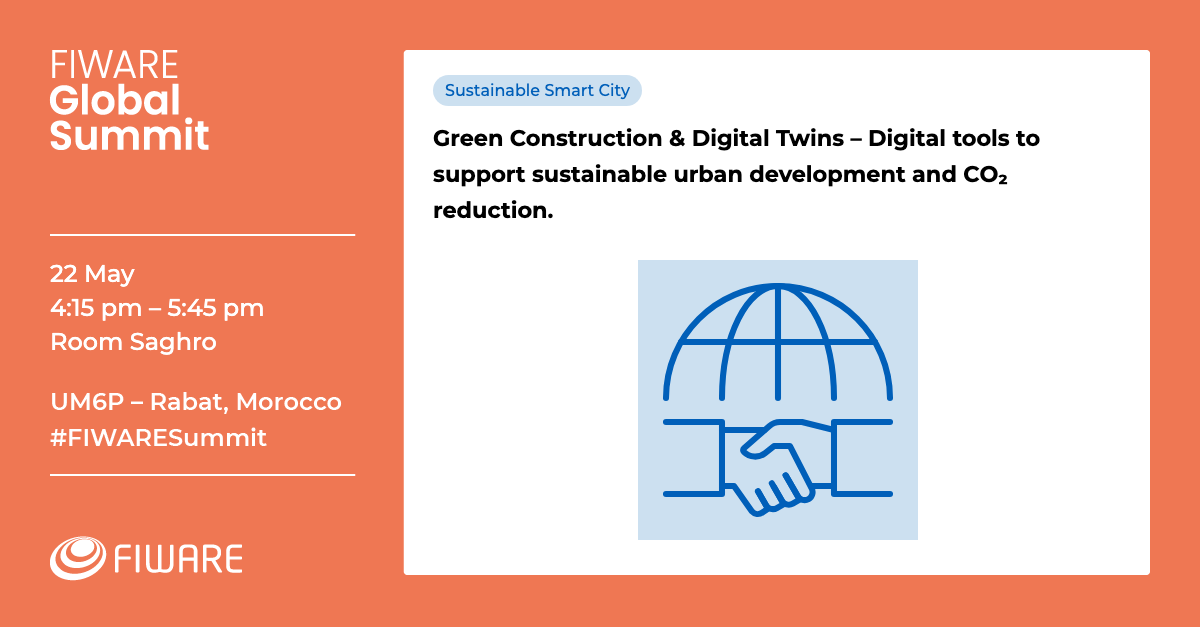 FIWARE
Global
Summit
22 May
4:15 pm – 5:45 pm
Room Saghro
UM6P – Rabat, Morocco
#FIWARESummit
FIWARE
Sustainable Smart City
Green Construction & Digital Twins – Digital tools to
support sustainable urban development and CO₂
reduction.